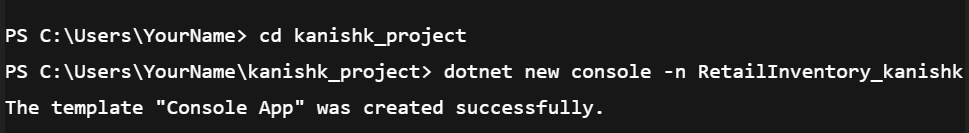 PS C:\Users\YourName> cd kanishk_project
PS C:\Users\YourName\kanishk_project> dotnet new console -n RetailInventory_kanishk
The template "Console App" was created successfully.